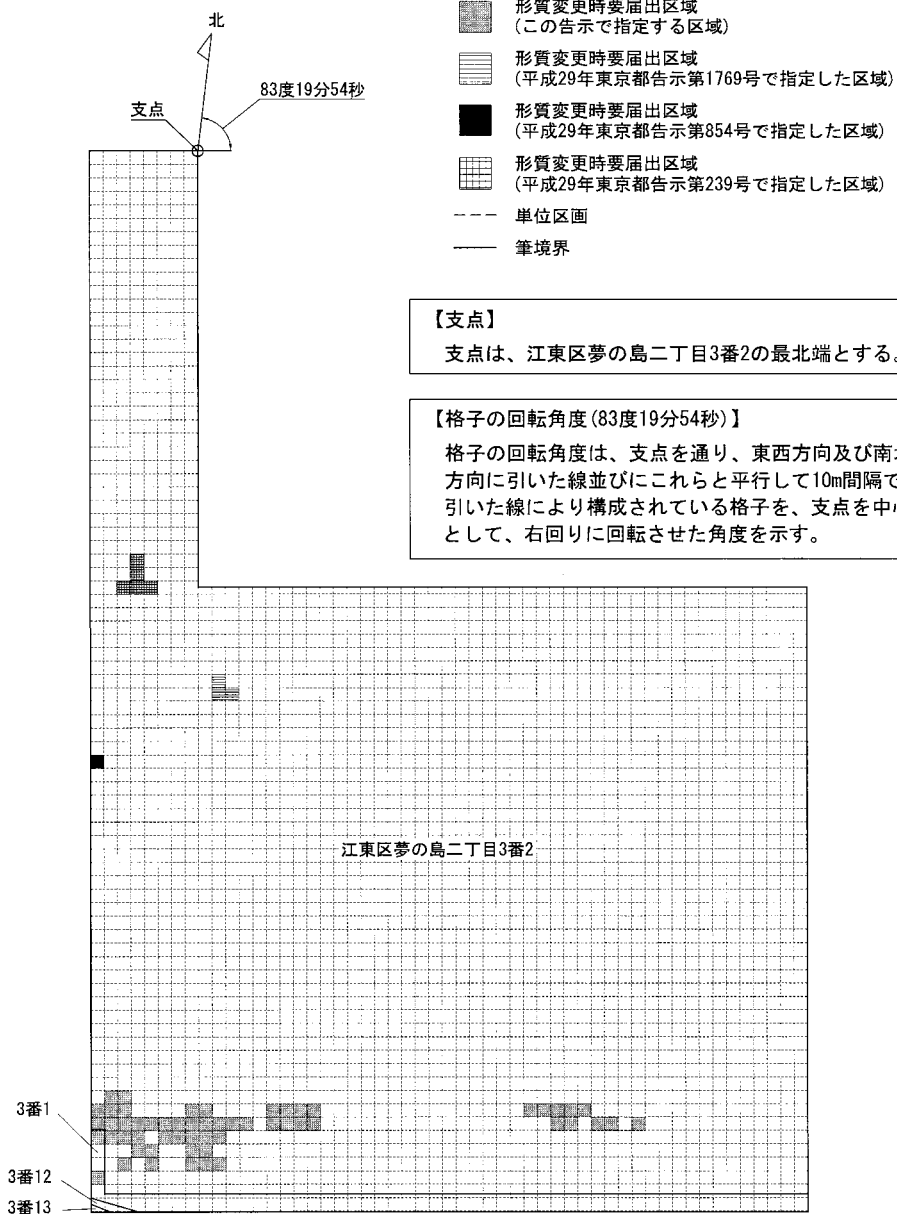 形質変更時要届出区域
(この告示で指定する区域)
北
形質変更時要届出区域
(平成29年東京都告示第1769号で指定した区域)
83度19分54秒
支点
形質変更時要届出区域
(平成29年東京都告示第854号で指定した区域)
形質変更時要届出区域
(平成29年東京都告示第239号で指定した区域)
単位区画
筆境界
【支点】
支点は、江東区夢の島二丁目3番2の最北端とする。
【格子の回転角度(83度19分54秒)】
格子の回転角度は、支点を通り、東西方向及び南
方向に引いた線並びにこれらと平行して10m間隔で
引いた線により構成されている格子を、支点を中
として、右回りに回転させた角度を示す。
江東区夢の島二丁目3番2
3番1
3番12
3番13